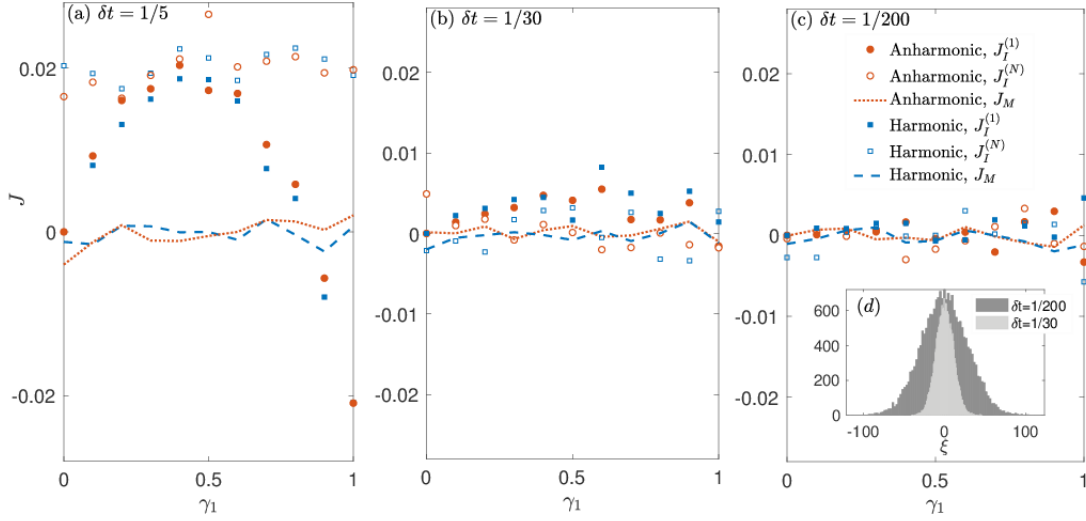 (a) δt = 1/5
0.02
0.01
J
0
-0.01
-0.02
0
0.5
1
γ1
(b) δt = 1/30
0.02
0.01
0
-0.01
-0.02
0
0.5
1
γ1
(c) δt = 1/200
0.02
Anharmonic, J_I^(1)
Anharmonic, J_I^(N)
Anharmonic, J_M
Harmonic, J_I^(1)
0.01
Harmonic, J_I^(N)
Harmonic, J_M
0
-0.01
-0.02
(d)
δt=1/200
δt=1/30
600
400
200
0
-100
0
100
ξ
0
0.5
1
γ1